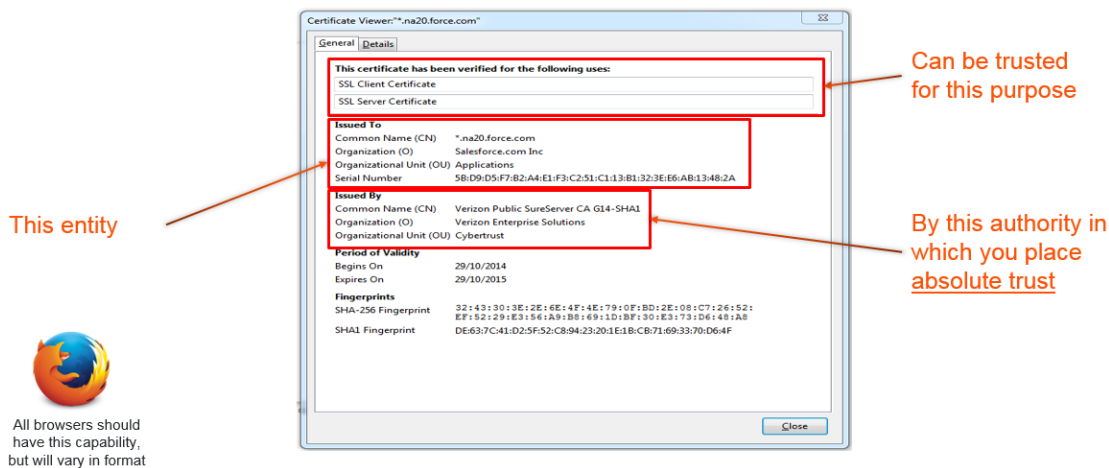 Certificate Viewer:"*.na20.force.com"
General Details
This certificate has been verified for the following uses:
SSL Client Certificate
SSL Server Certificate
Can be trusted
for this purpose
Issued To
Common Name (CN) *.na20.force.com
Organization (O) Salesforce.com Inc
Organizational Unit (OU) Applications
Serial Number 5B:D9:D5:F7:B2:A4:E1:F3:C2:51:C1:13:B1:32:3E:E6:AB:13:48:2A
This entity
Issued By
Common Name (CN) Verizon Public SureServer CA G14-SHA1
Organization (O) Verizon Enterprise Solutions
Organizational Unit (OU) Cybertrust
By this authority in
which you place
absolute trust
Period of Validity
Begins On 29/10/2014
Expires On 29/10/2015
Fingerprints
SHA-256 Fingerprint 32:43:30:3E:2E:6E:4F:4E:79:0F:BD:2E:08:C7:26:52:
EF:52:29:E3:56:A9:B8:69:1D:BF:30:E3:73:D6:48:A8
SHA1 Fingerprint DE:63:7C:41:D2:5F:52:C8:94:23:20:1E:1B:CB:71:69:33:70:D6:4F
Close
All browsers should
have this capability,
but will vary in format